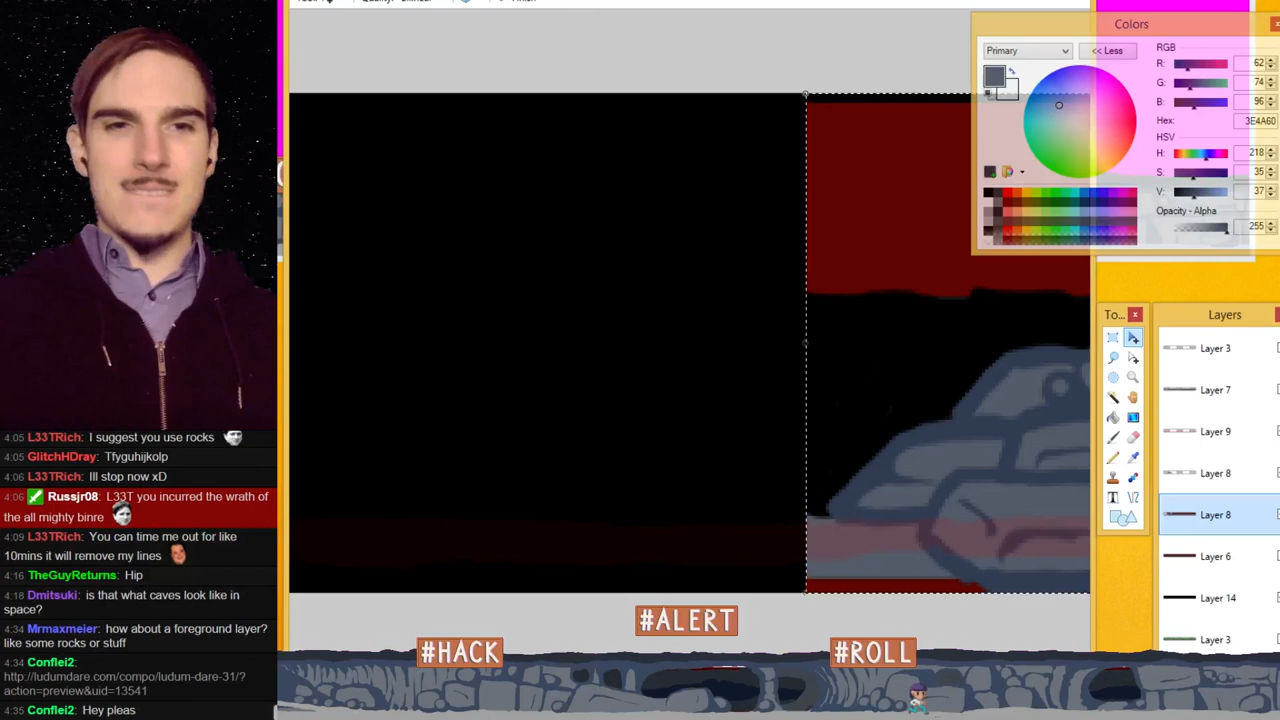 Colors
Primary
<< Less
RGB
R: 62
G: 74
B: 96
Hex: 3E4A60
HSV
H: 218
S: 35
V: 37
Opacity - Alpha
255
To...
Layers
Layer 3
Layer 7
Layer 9
Layer 8
Layer 8
Layer 6
Layer 14
Layer 3
4:05 L33TRich: I suggest you use rocks
4:05 GlitchHDray: Tfyguhijkolp
4:06 L33TRich: Ill stop now xD
4:06 Russjr08: L33T you incurred the wrath of
the all mighty binre
4:09 L33TRich: You can time me out for like
10mins it will remove my lines
4:16 TheGuyReturns: Hip
4:18 Dmitsuki: is that what caves look like in
space?
4:34 Mrmaxmeier: how about a foreground layer?
like some rocks or stuff
4:34 Conflei2:
http://ludumdare.com/compo/ludum-dare-31/?
action=preview&uid=13541
4:35 Conflei2: Hey pleas
#ALERT
#HACK
#ROLL